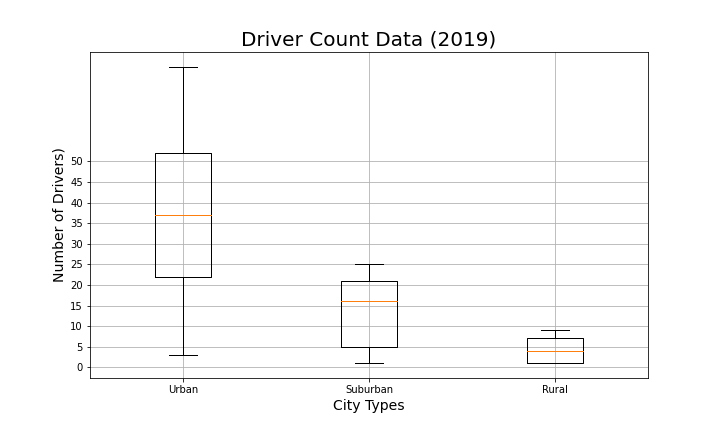 Driver Count Data (2019)
Number of Drivers)
50
45
40
35
30
25
20
15
10
5
0
Urban
Suburban
Rural
City Types